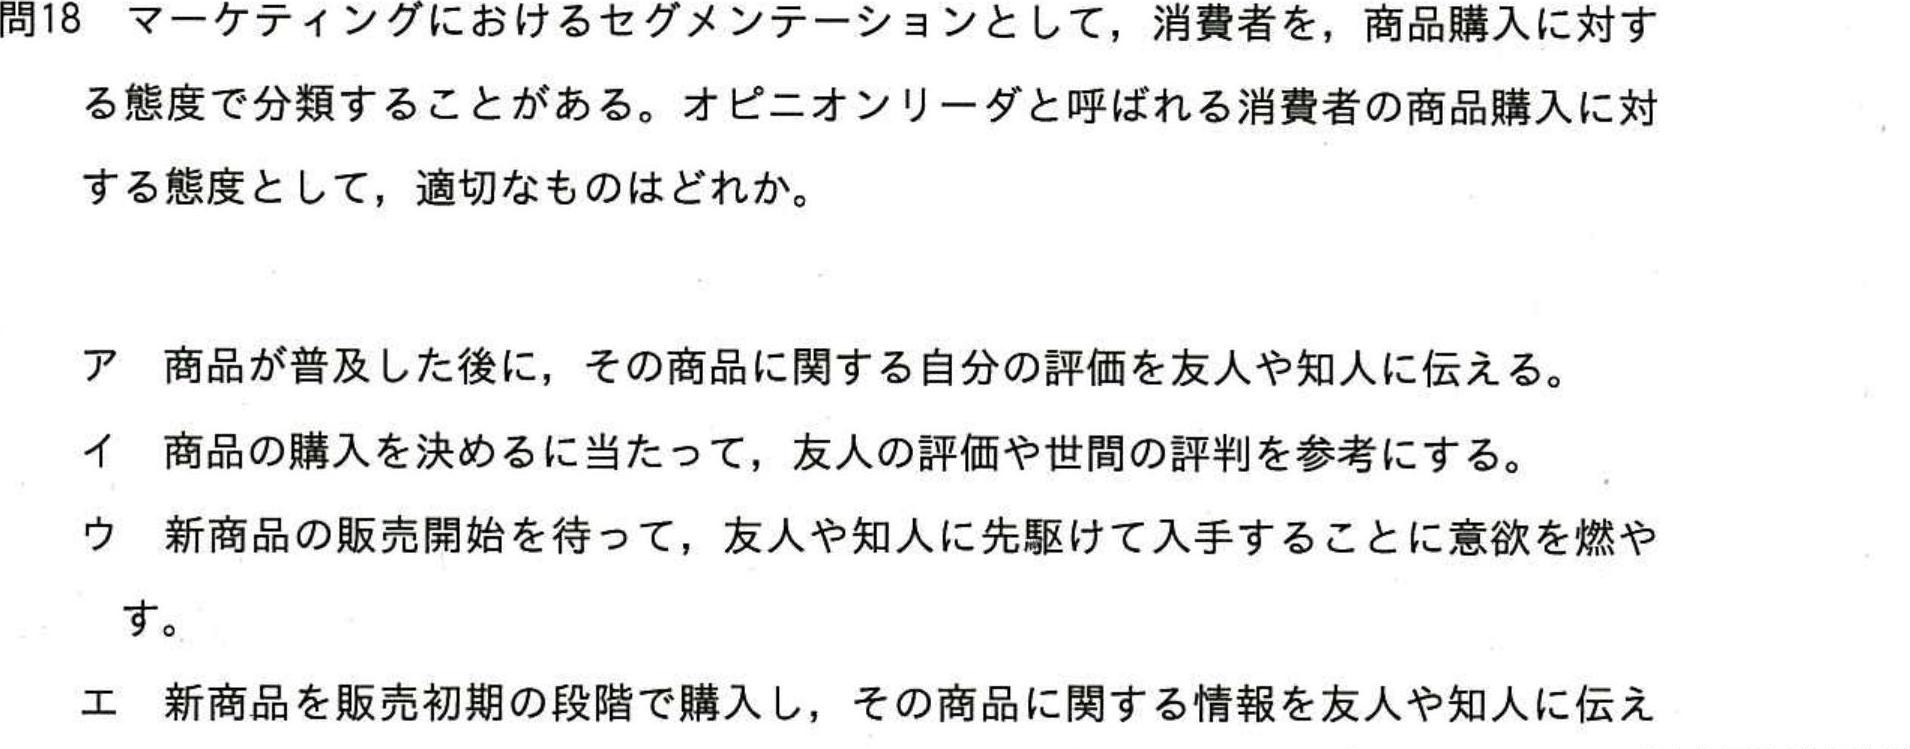 問18　マーケティングにおけるセグメンテーションとして，消費者を，商品購入に対す
る態度で分類することがある。オピニオンリーダと呼ばれる消費者の商品購入に対
する態度として，適切なものはどれか。
ア　商品が普及した後に，その商品に関する自分の評価を友人や知人に伝える。
イ　商品の購入を決めるに当たって，友人の評価や世間の評判を参考にする。
ウ　新商品の販売開始を待って，友人や知人に先駆けて入手することに意欲を燃や
す。
エ　新商品を販売初期の段階で購入し，その商品に関する情報を友人や知人に伝え